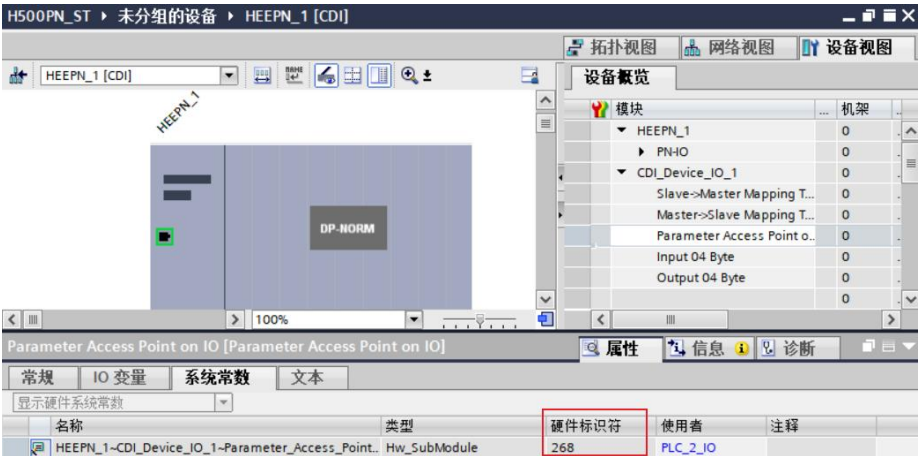 H500PN_ST ▸ 未分组的设备 ▸ HEEPN_1 [CDI]
拓扑视图 网络视图 设备视图
HEEPN_1 [CDI]
设备概览
HEEPN_1
DP-NORM
模块 ... 机架
HEEPN_1 0
PN-IO 0
CDI_Device_IO_1 0
Slave->Master Mapping T... 0
Master->Slave Mapping T... 0
Parameter Access Point o.. 0
Input 04 Byte 0
Output 04 Byte 0
0
100%
Parameter Access Point on IO [Parameter Access Point on IO]
属性 信息 诊断
常规 IO 变量 系统常数 文本
显示硬件系统常数
名称 类型 硬件标识符 使用者 注释
HEEPN_1~CDI_Device_IO_1~Parameter_Access_Point.. Hw_SubModule 268 PLC_2_IO